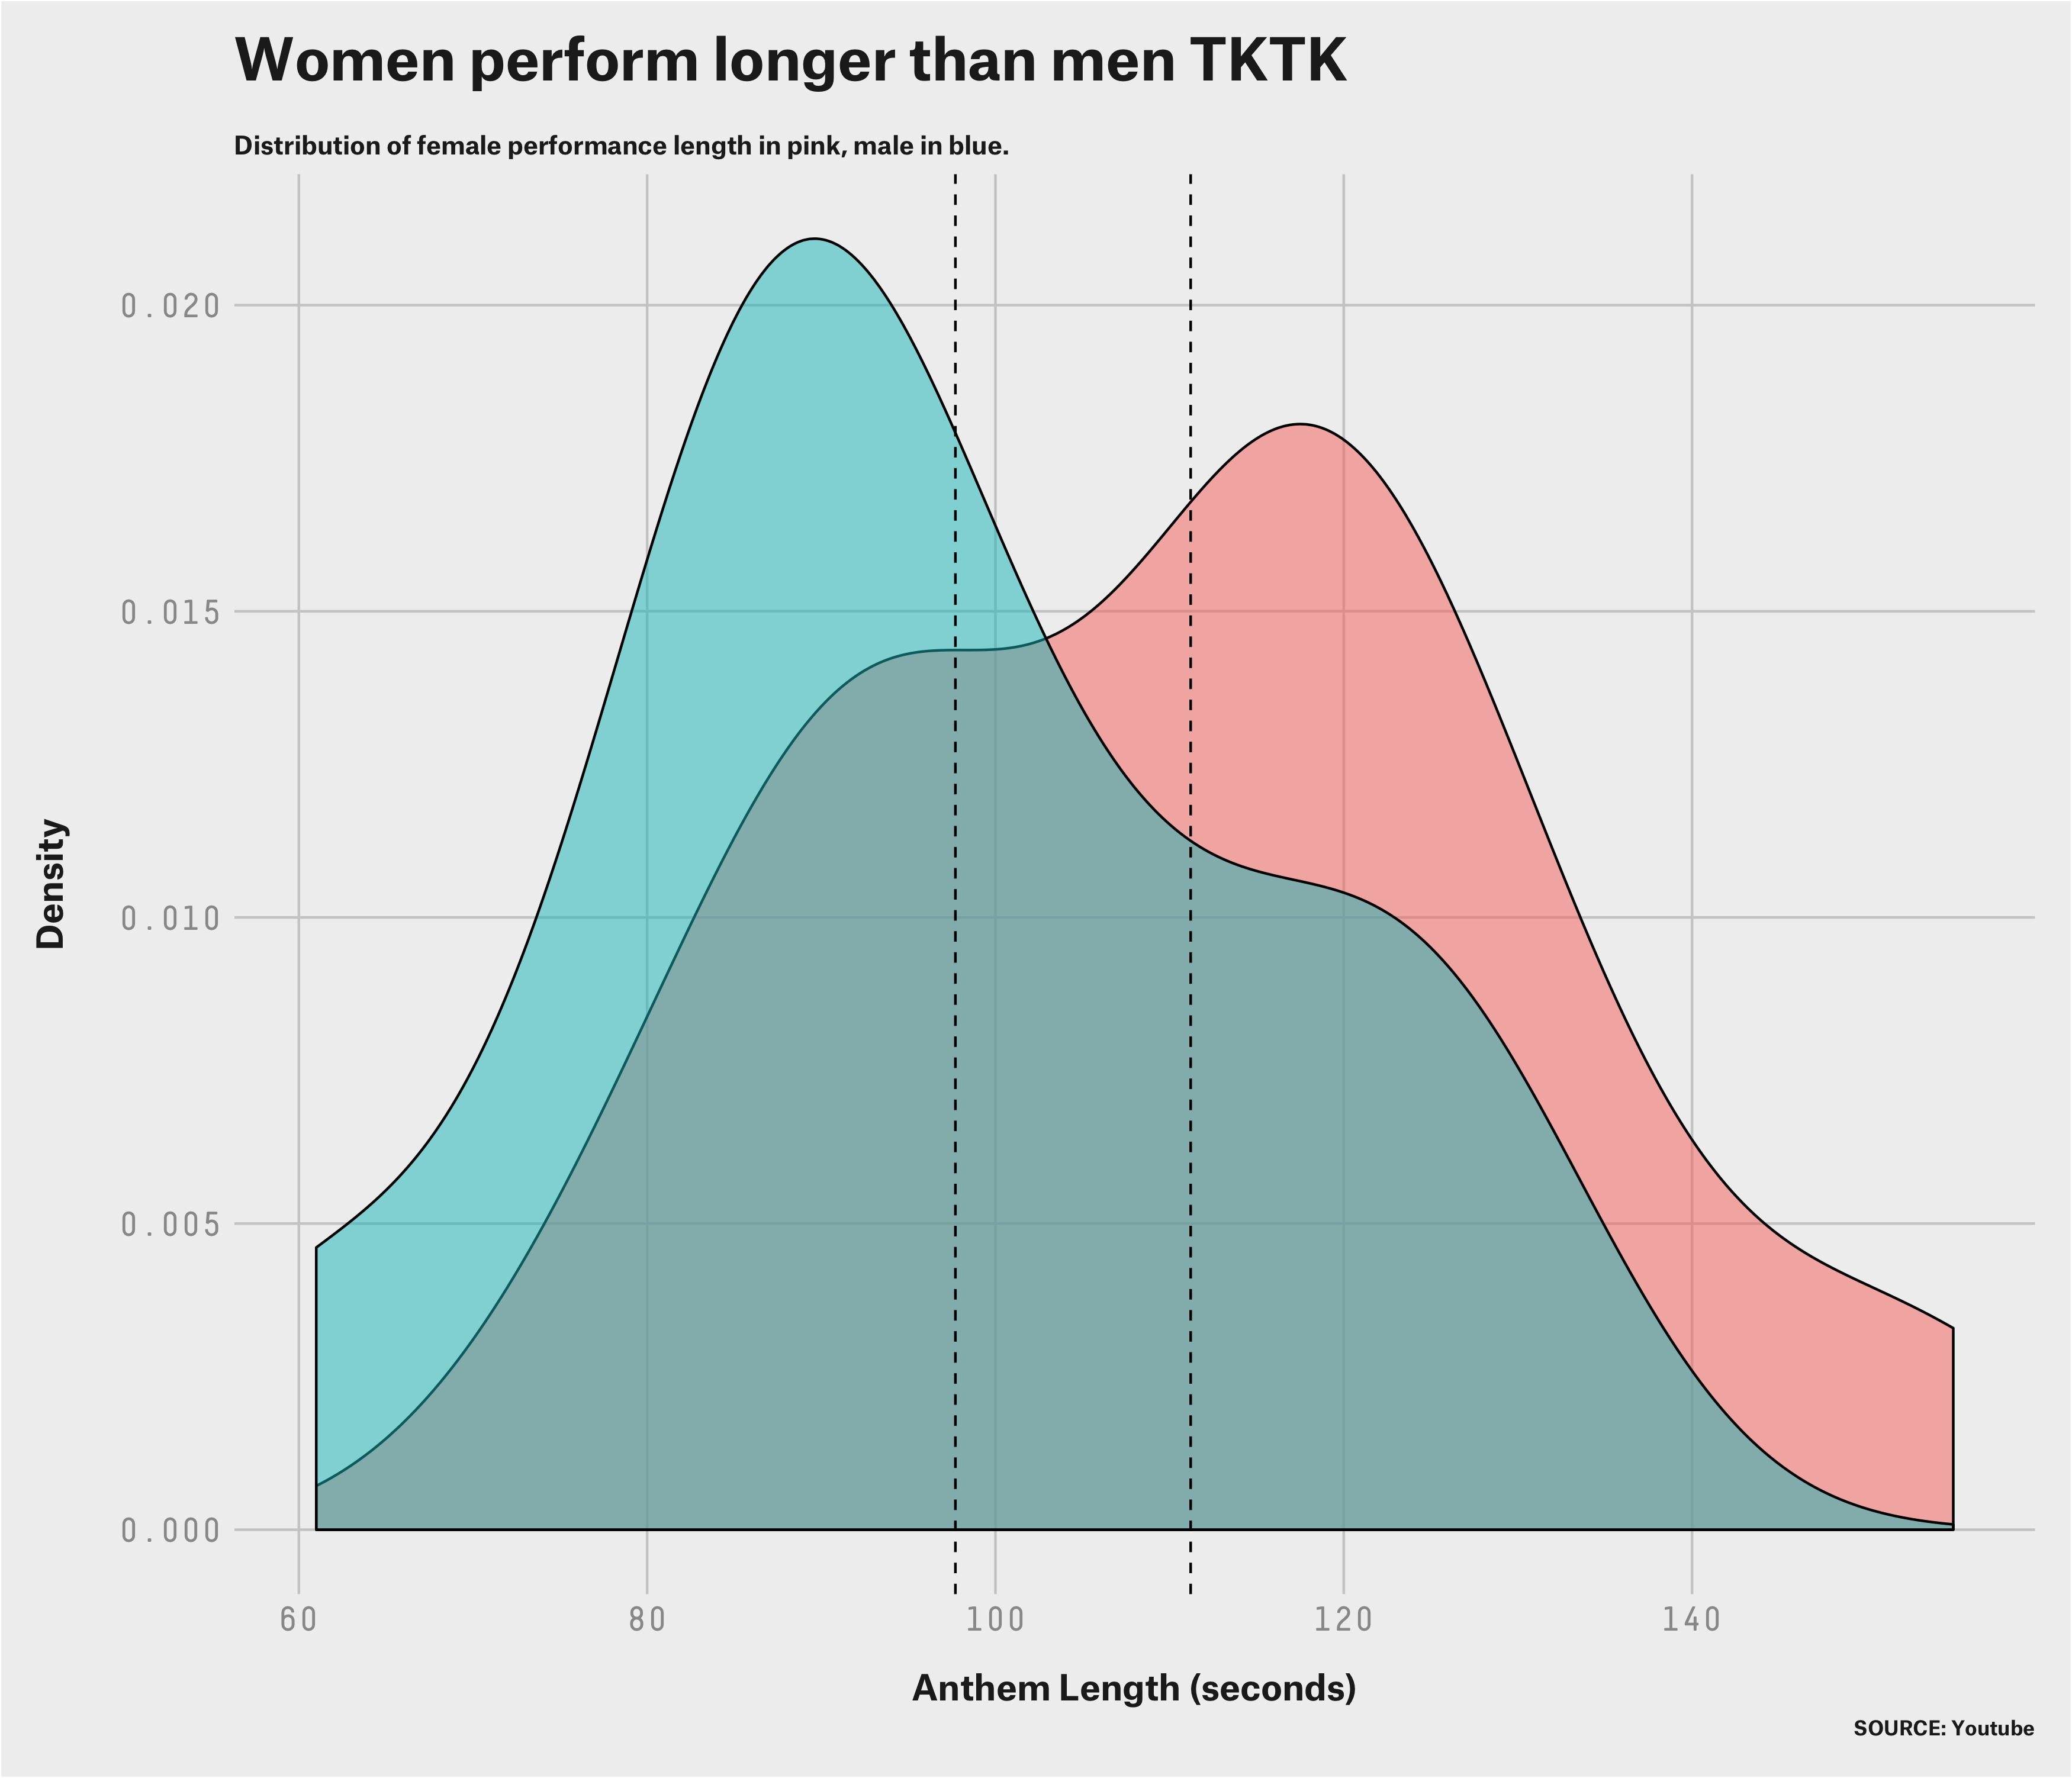 Women perform longer than men TKTK
Distribution of female performance length in pink, male in blue.
0.020
0.015
0.010
0.005
0.000
Density
60 80 100 120 140
Anthem Length (seconds)
SOURCE: Youtube